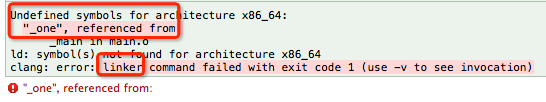 Undefined symbols for architecture x86_64:
"_one", referenced from
_main in main.o
ld: symbol(s) not found for architecture x86_64
clang: error: linker command failed with exit code 1 (use -v to see invocation)
"_one", referenced from: